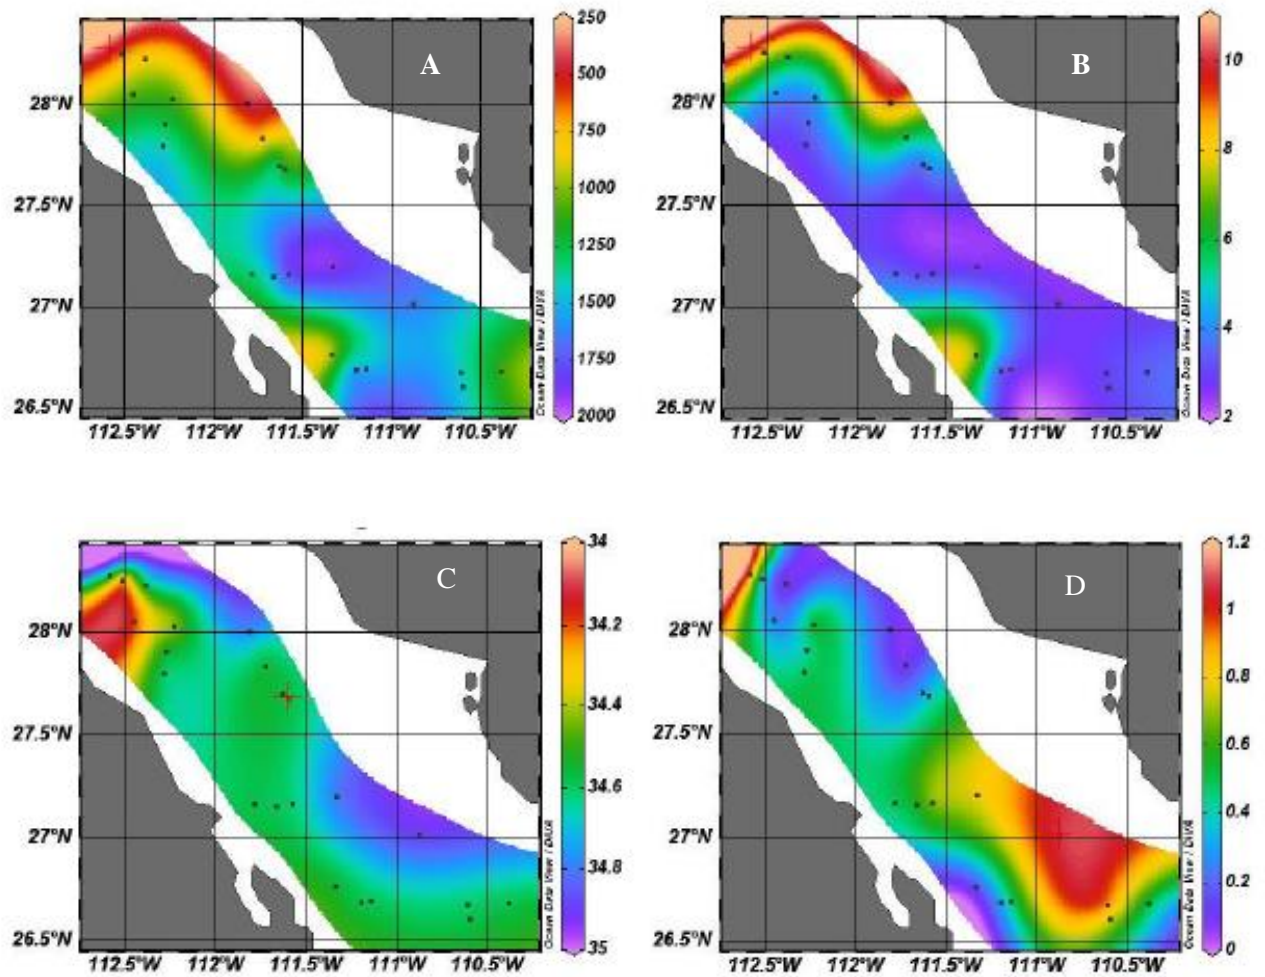 A
28°N
27.5°N
27°N
26.5°N
112.5°W 112°W 111.5°W 111°W 110.5°W
250
500
750
1000
1250
1500
1750
2000
Ocean Data View / DIVA
B
28°N
27.5°N
27°N
26.5°N
112.5°W 112°W 111.5°W 111°W 110.5°W
10
8
6
4
2
Ocean Data View / DIVA
C
28°N
27.5°N
27°N
26.5°N
112.5°W 112°W 111.5°W 111°W 110.5°W
34
34.2
34.4
34.6
34.8
35
Ocean Data View / DIVA
D
28°N
27.5°N
27°N
26.5°N
112.5°W 112°W 111.5°W 111°W 110.5°W
1.2
1
0.8
0.6
0.4
0.2
0
Ocean Data View / DIVA